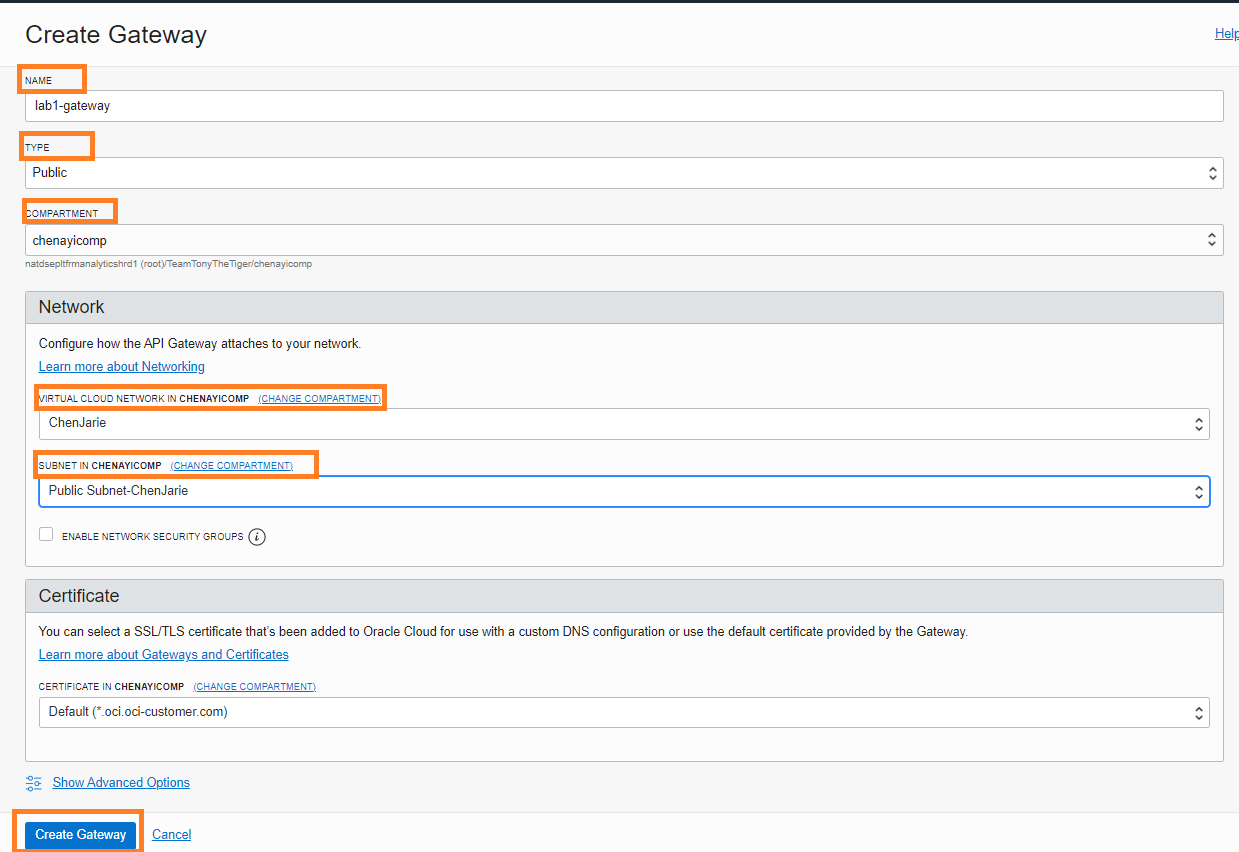 Create Gateway
Help
NAME
lab1-gateway
TYPE
Public
COMPARTMENT
chenayicomp
natdsepltfrmanalyticshrd1 (root)/TeamTonyTheTiger/chenayicomp
Network
Configure how the API Gateway attaches to your network.
Learn more about Networking
VIRTUAL CLOUD NETWORK IN CHENAYICOMP (CHANGE COMPARTMENT)
ChenJarie
SUBNET IN CHENAYICOMP (CHANGE COMPARTMENT)
Public Subnet-ChenJarie
ENABLE NETWORK SECURITY GROUPS i
Certificate
You can select a SSL/TLS certificate that's been added to Oracle Cloud for use with a custom DNS configuration or use the default certificate provided by the Gateway.
Learn more about Gateways and Certificates
CERTIFICATE IN CHENAYICOMP (CHANGE COMPARTMENT)
Default (*.oci.oci-customer.com)
Show Advanced Options
Create Gateway Cancel